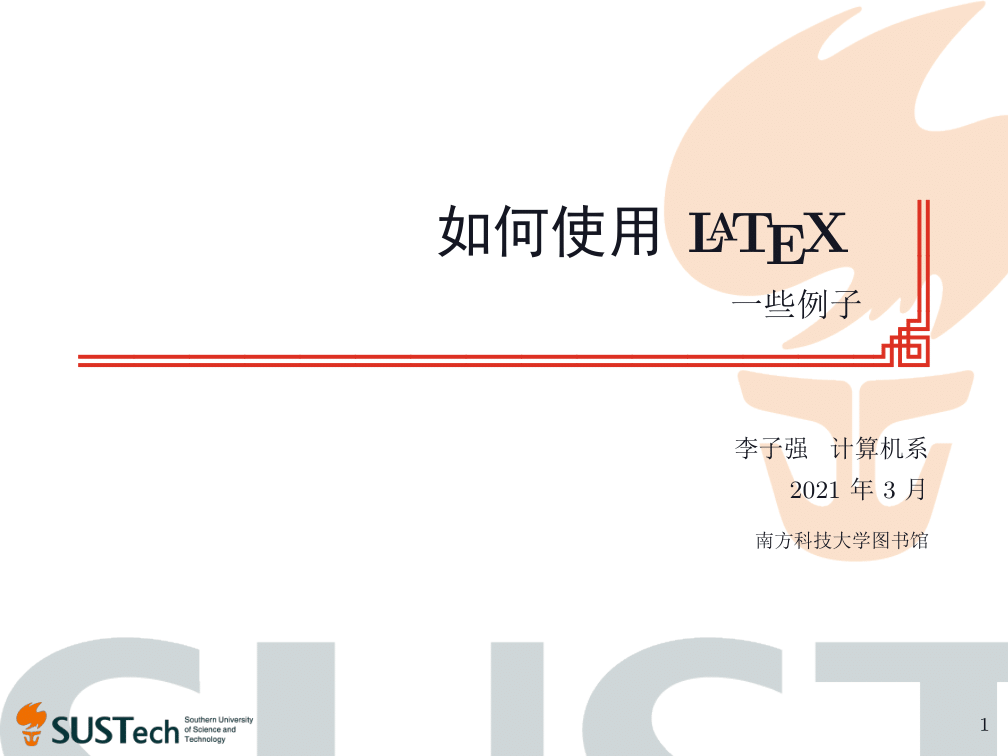 如何使用 LATEX
一些例子
李子强 计算机系
2021 年 3 月
南方科技大学图书馆
SUST
SUSTech
Southern University
of Science and
Technology
1